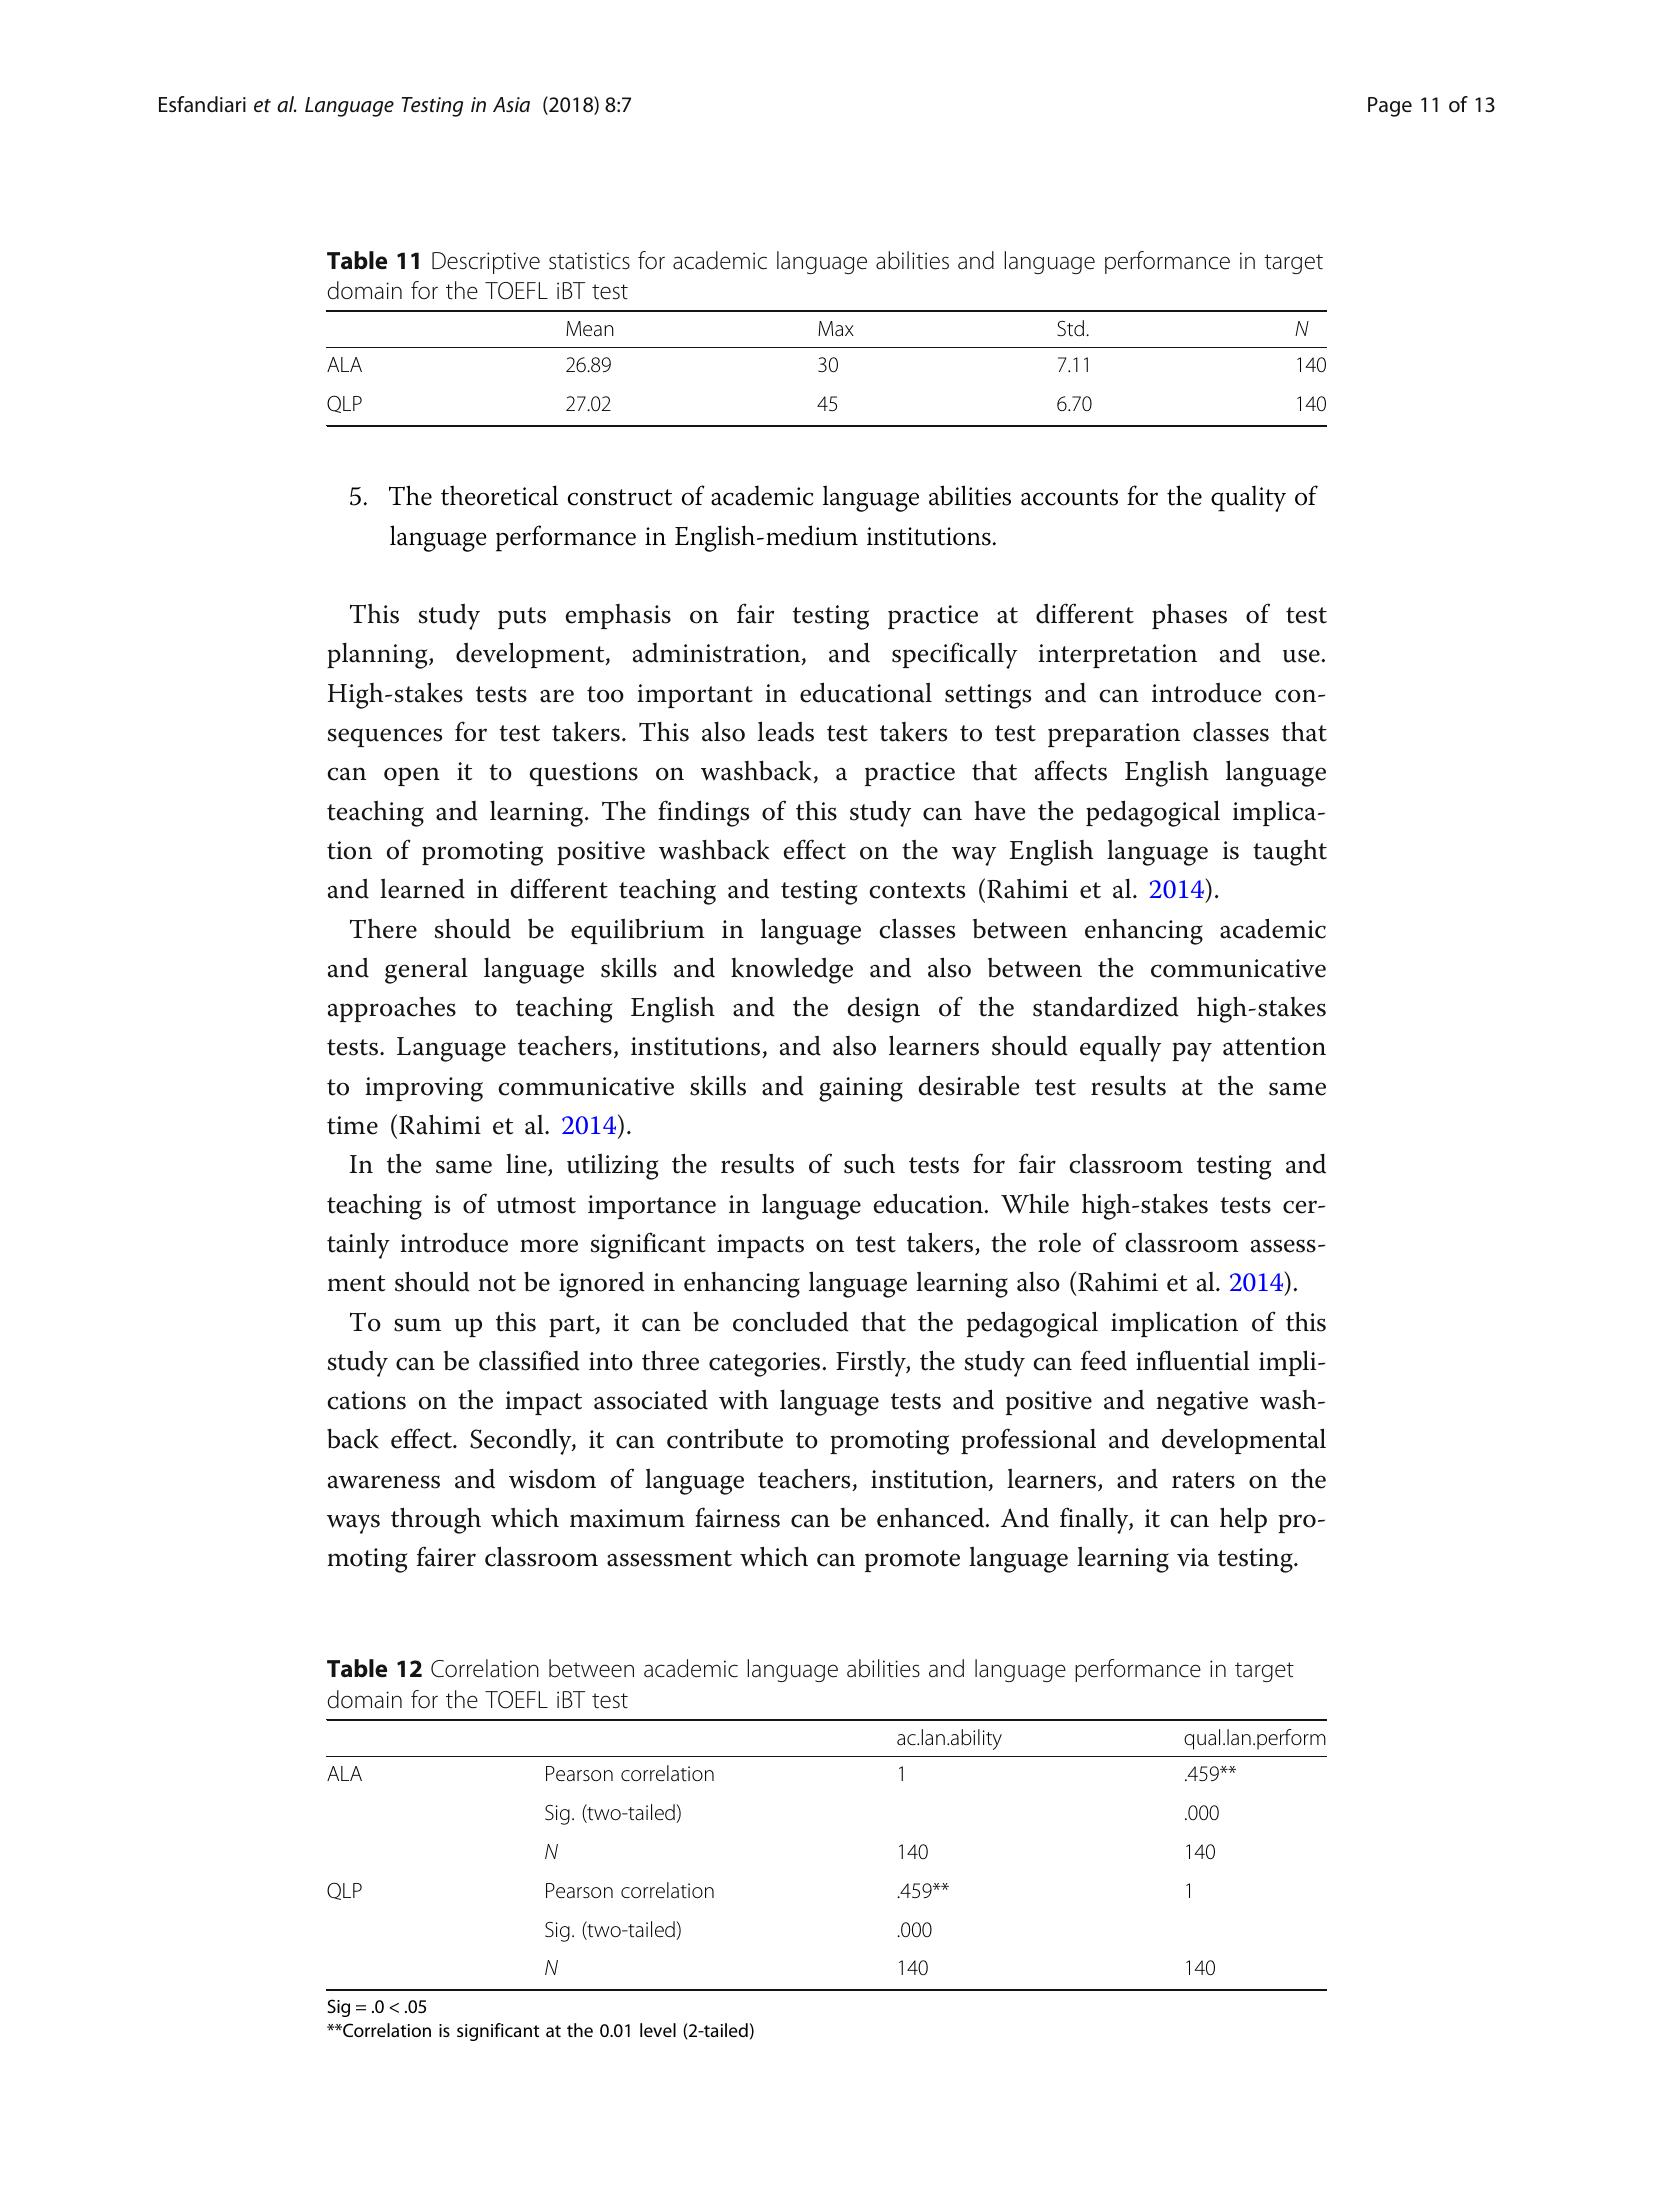 Esfandiari et al. Language Testing in Asia (2018) 8:7
Page 11 of 13
Table 11 Descriptive statistics for academic language abilities and language performance in target
domain for the TOEFL iBT test
Mean Max Std. N
ALA 26.89 30 7.11 140
QLP 27.02 45 6.70 140
5. The theoretical construct of academic language abilities accounts for the quality of
language performance in English-medium institutions.
This study puts emphasis on fair testing practice at different phases of test
planning, development, administration, and specifically interpretation and use.
High-stakes tests are too important in educational settings and can introduce con-
sequences for test takers. This also leads test takers to test preparation classes that
can open it to questions on washback, a practice that affects English language
teaching and learning. The findings of this study can have the pedagogical implica-
tion of promoting positive washback effect on the way English language is taught
and learned in different teaching and testing contexts (Rahimi et al. 2014).
There should be equilibrium in language classes between enhancing academic
and general language skills and knowledge and also between the communicative
approaches to teaching English and the design of the standardized high-stakes
tests. Language teachers, institutions, and also learners should equally pay attention
to improving communicative skills and gaining desirable test results at the same
time (Rahimi et al. 2014).
In the same line, utilizing the results of such tests for fair classroom testing and
teaching is of utmost importance in language education. While high-stakes tests cer-
tainly introduce more significant impacts on test takers, the role of classroom assess-
ment should not be ignored in enhancing language learning also (Rahimi et al. 2014).
To sum up this part, it can be concluded that the pedagogical implication of this
study can be classified into three categories. Firstly, the study can feed influential impli-
cations on the impact associated with language tests and positive and negative wash-
back effect. Secondly, it can contribute to promoting professional and developmental
awareness and wisdom of language teachers, institution, learners, and raters on the
ways through which maximum fairness can be enhanced. And finally, it can help pro-
moting fairer classroom assessment which can promote language learning via testing.
Table 12 Correlation between academic language abilities and language performance in target
domain for the TOEFL iBT test
ac.lan.ability qual.lan.perform
ALA Pearson correlation 1 .459**
Sig. (two-tailed) .000
N 140 140
QLP Pearson correlation .459** 1
Sig. (two-tailed) .000
N 140 140
Sig = .0 < .05
**Correlation is significant at the 0.01 level (2-tailed)